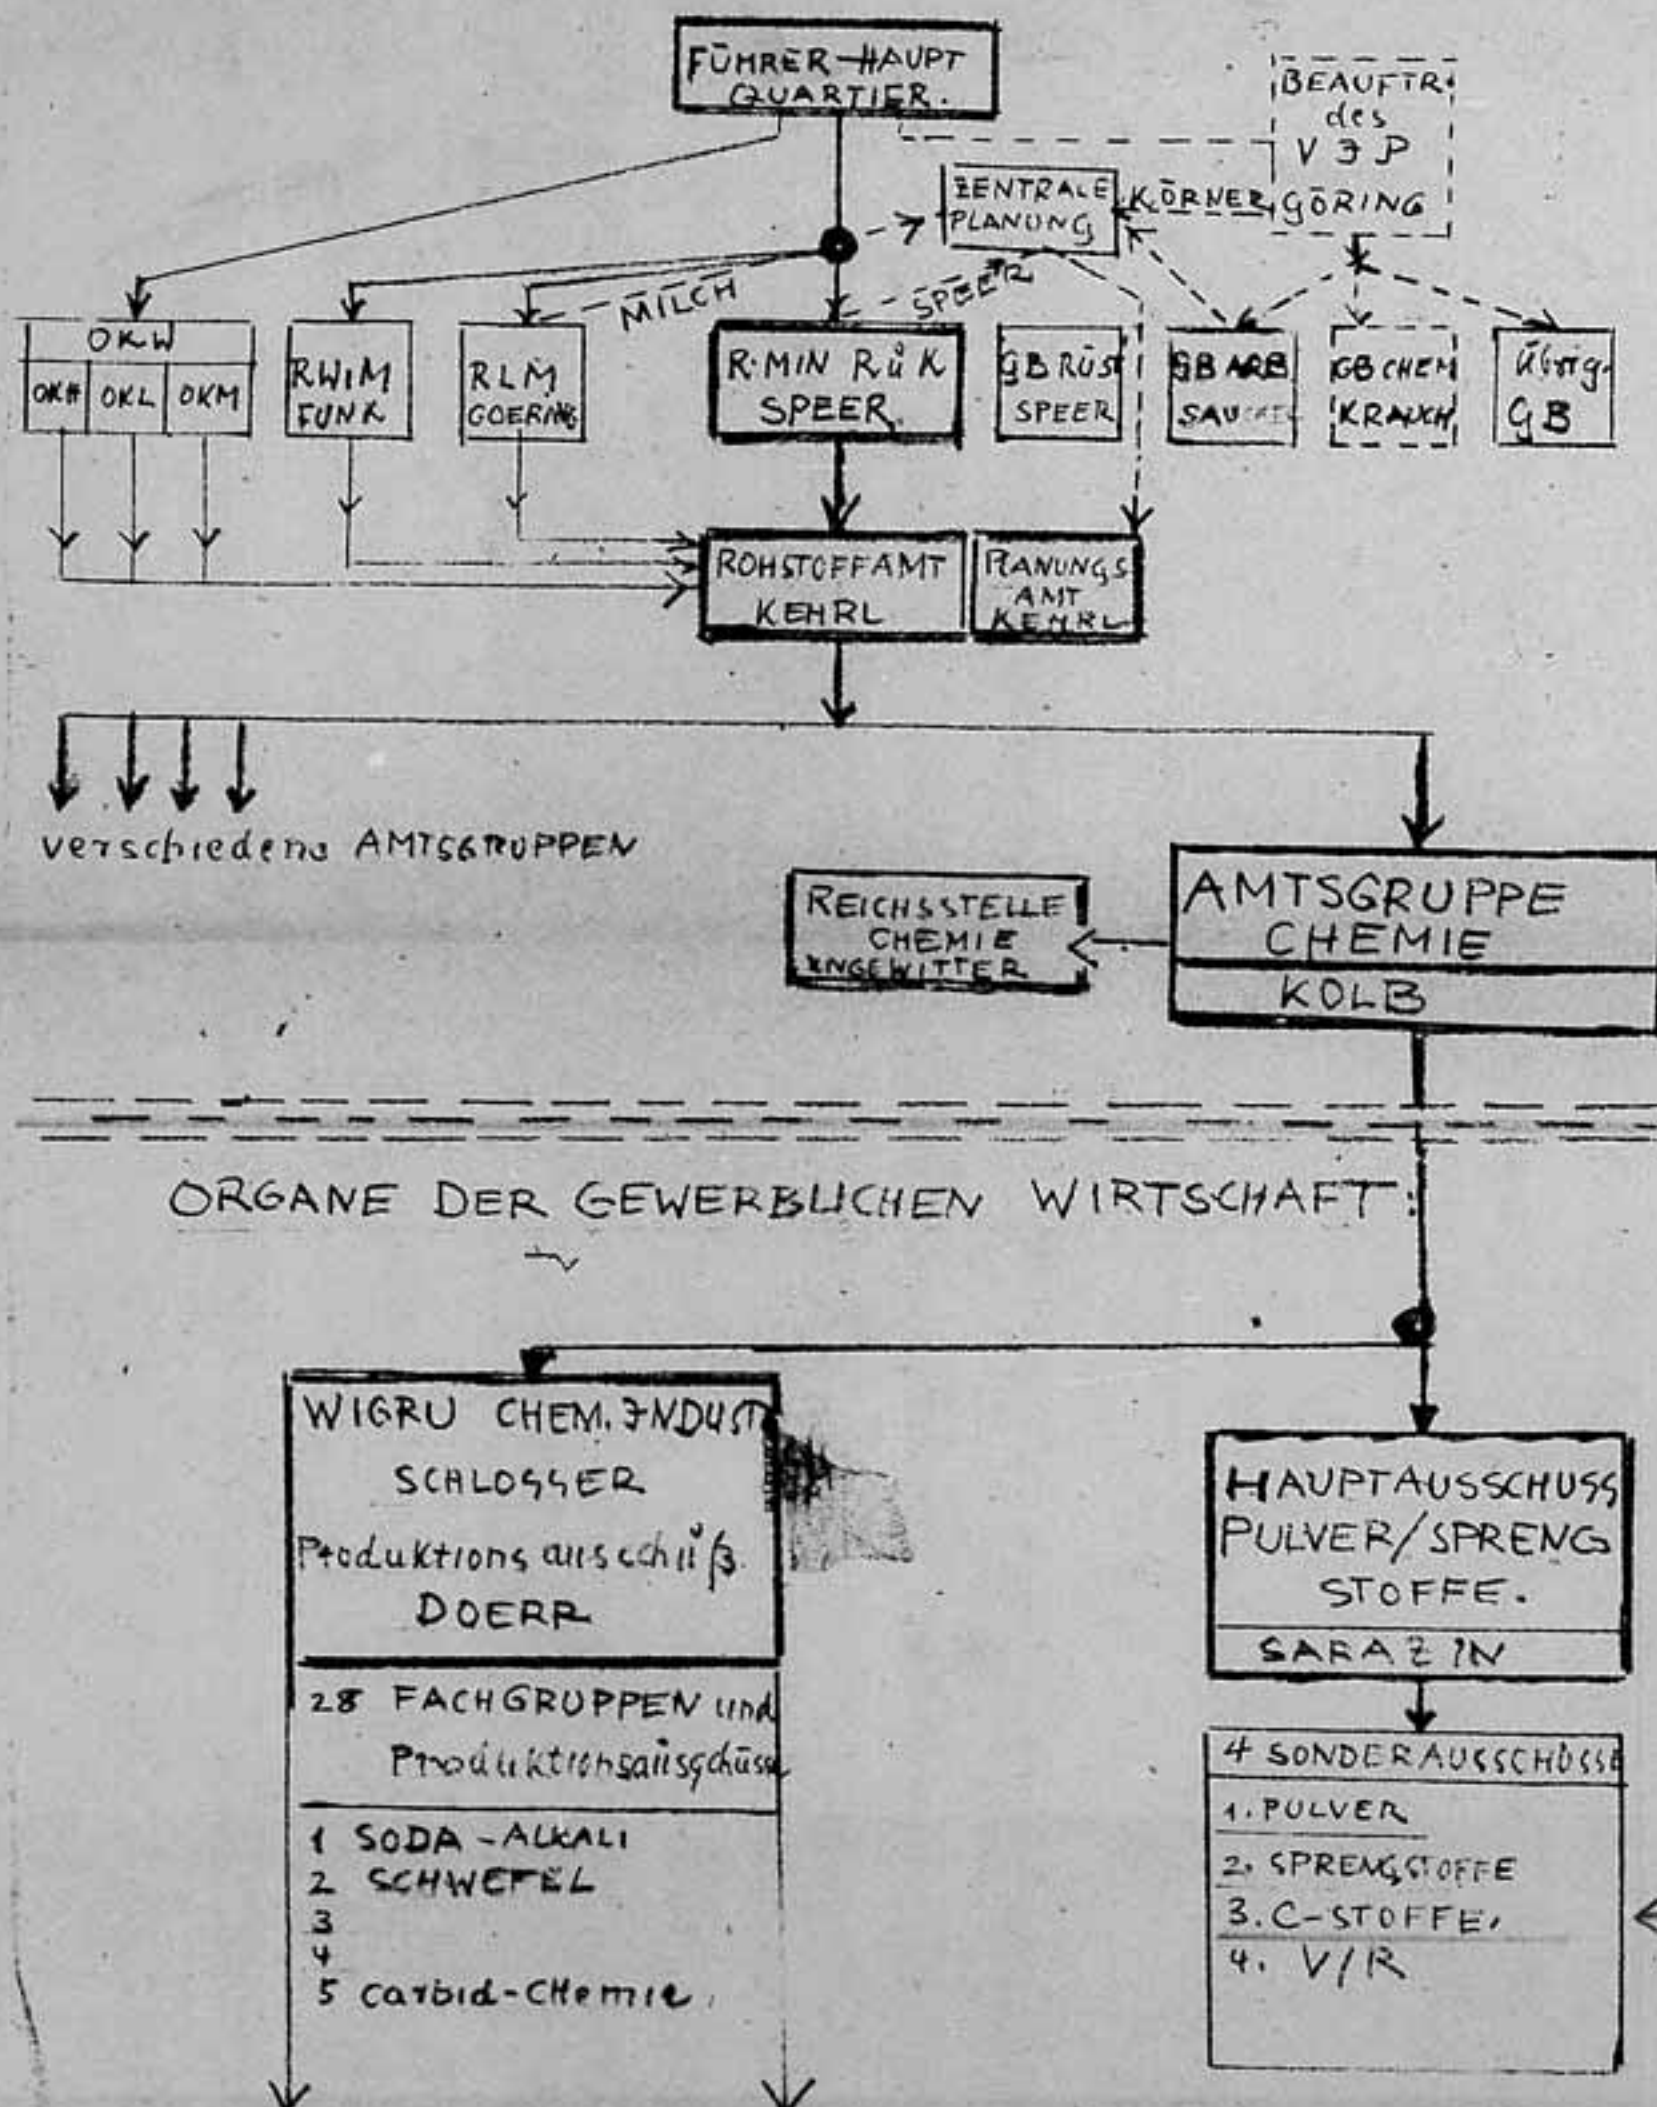 FÜHRER-HAUPT
QUARTIER.
BEAUFTR.
des
V J P
GÖRING
ZENTRALE
PLANUNG
KÖRNER
MILCH
SPEER
OKW
OKH OKL OKM
RWiM
FUNK
RLM
GOERING
R.MIN RüK
SPEER
GB RÜS
SPEER
GB ARB
GB CHEM
KRAUCH
Übrig.
GB
ROHSTOFFAMT
KEHRL
PLANUNGS
AMT
KEHRL
verschiedene AMTSGRUPPEN
REICHSSTELLE
CHEMIE
UNGEWITTER
AMTSGRUPPE
CHEMIE
KOLB
ORGANE DER GEWERBLICHEN WIRTSCHAFT:
WIGRU CHEM. INDUST
SCHLOSSER
Produktionsausschuß
DOERR
28 FACHGRUPPEN und
Produktionsausschüsse
1 SODA-ALKALI
2 SCHWEFEL
3
4
5 Carbid-CHemie
HAUPTAUSSCHUSS
PULVER/SPRENG
STOFFE.
SARAZIN
4 SONDERAUSSCHÜSSE
1. PULVER
2. SPRENGSTOFFE
3. C-STOFFE.
4. V/R